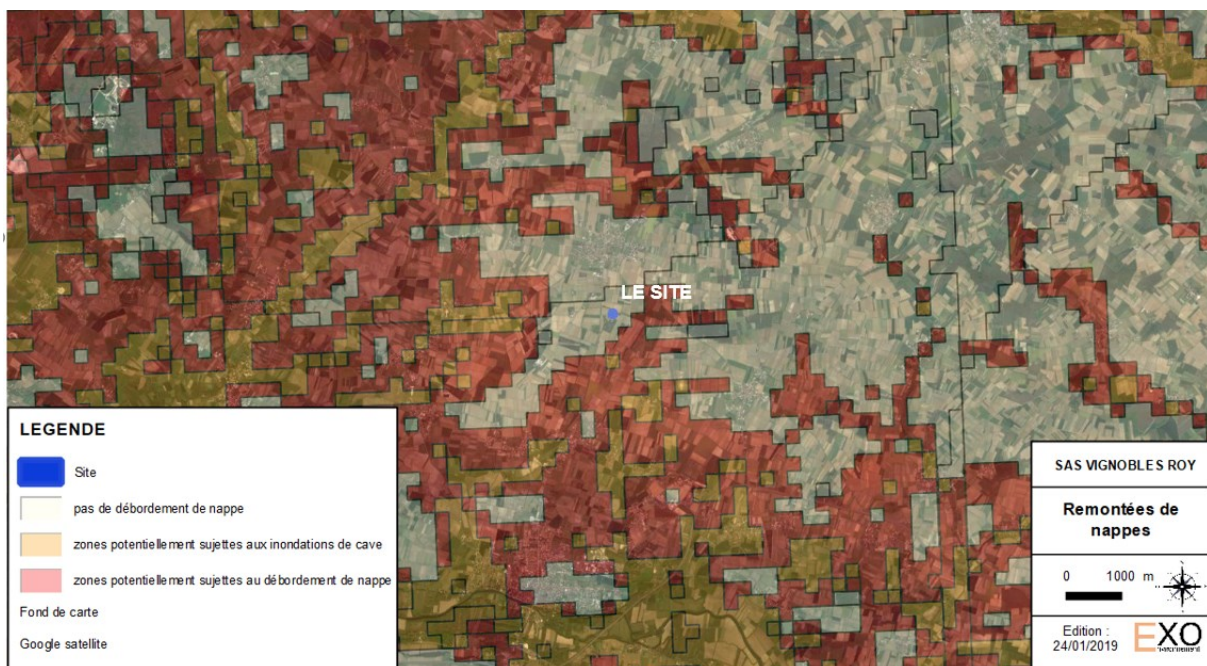 LE SITE
LEGENDE
Site
pas de débordement de nappe
zones potentiellement sujettes aux inondations de cave
zones potentiellement sujettes au débordement de nappe
Fond de carte
Google satellite
SAS VIGNOBLES ROY
Remontées de
nappes
0 1000 m
Edition :
24/01/2019
EXO